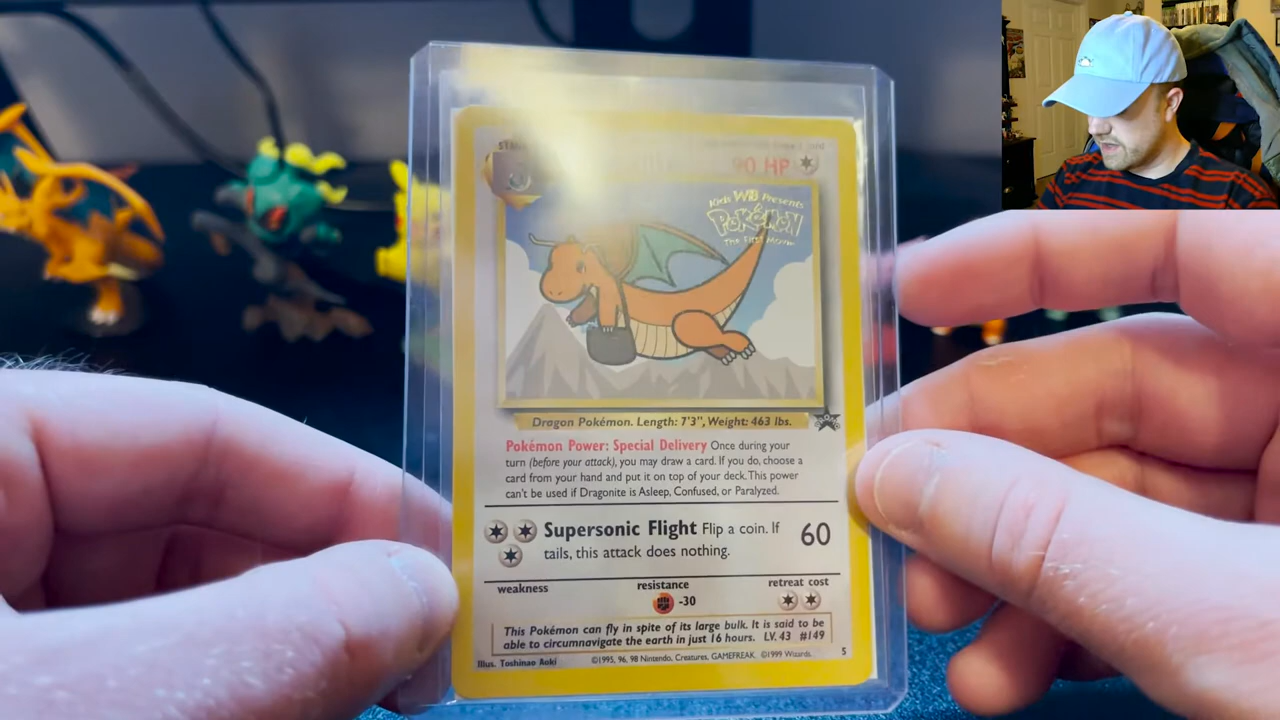 90 HP
Kids WB Presents
POKéMON
The First Movie
Dragon Pokémon. Length: 7'3", Weight: 463 lbs.
Pokémon Power: Special Delivery Once during your
turn (before your attack), you may draw a card. If you do, choose a
card from your hand and put it on top of your deck. This power
can't be used if Dragonite is Asleep, Confused, or Paralyzed.
Supersonic Flight Flip a coin. If
tails, this attack does nothing.
60
weakness
resistance
retreat cost
-30
This Pokémon can fly in spite of its large bulk. It is said to be
able to circumnavigate the earth in just 16 hours. LV. 43 #149
Illus. Toshinao Aoki
©1995, 96, 98 Nintendo, Creatures, GAMEFREAK. ©1999 Wizards.
5